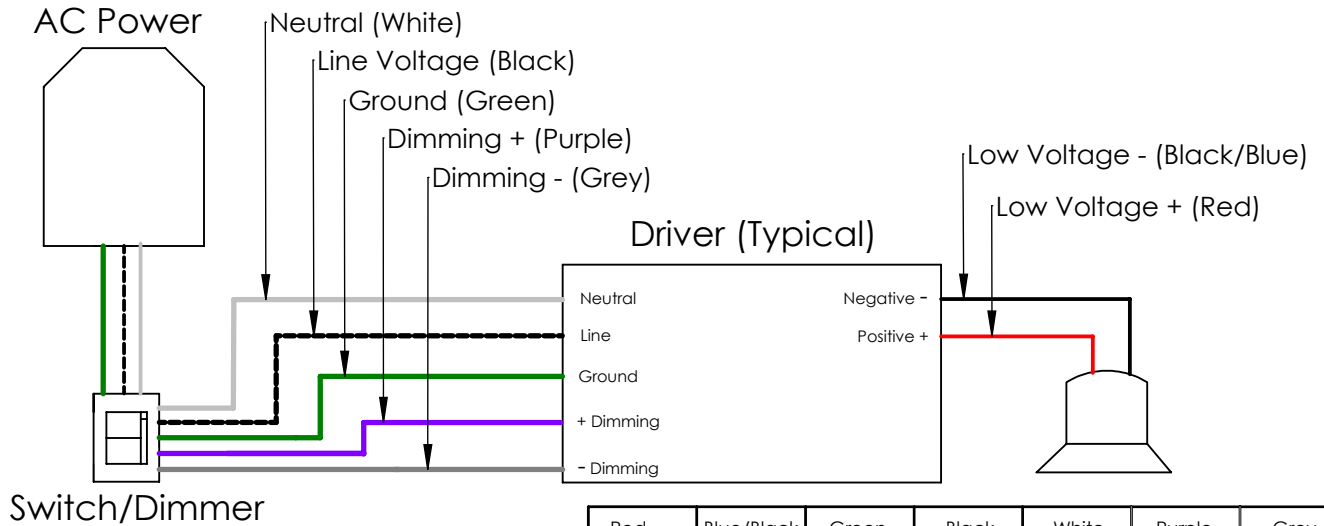 AC Power
Neutral (White)
Line Voltage (Black)
Ground (Green)
Dimming + (Purple)
Dimming - (Grey)
Low Voltage - (Black/Blue)
Low Voltage + (Red)
Driver (Typical)
Neutral
Negative -
Line
Positive +
Ground
+ Dimming
- Dimming
Switch/Dimmer
Red Blue/Black Green Black White Purple Grey